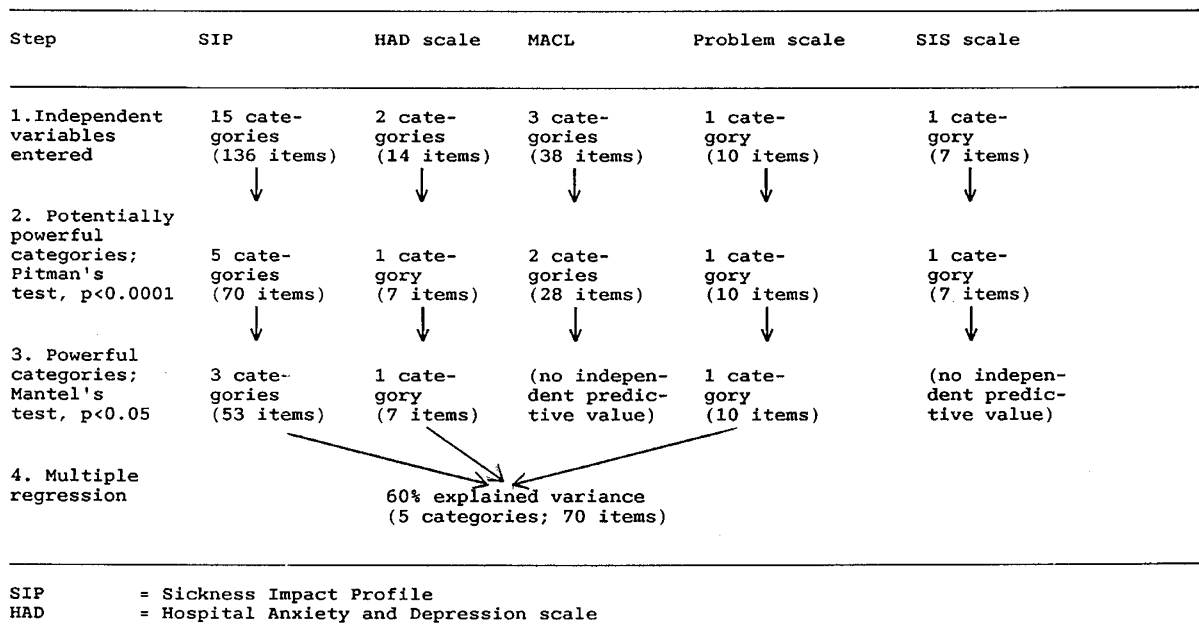 Step SIP HAD scale MACL Problem scale SIS scale
1.Independent 15 cate- 2 cate- 3 cate- 1 cate- 1 cate-
variables gories gories gories gory gory
entered (136 items) (14 items) (38 items) (10 items) (7 items)
2. Potentially
powerful
categories; 5 cate- 1 cate- 2 cate- 1 cate- 1 cate-
Pitman's gories gory gories gory gory
test, p<0.0001 (70 items) (7 items) (28 items) (10 items) (7 items)
3. Powerful
categories; 3 cate- 1 cate- (no indepen- 1 cate- (no indepen-
Mantel's gories gory dent predic- gory dent predic-
test, p<0.05 (53 items) (7 items) tive value) (10 items) tive value)
4. Multiple
regression 60% explained variance
(5 categories; 70 items)
SIP = Sickness Impact Profile
HAD = Hospital Anxiety and Depression scale